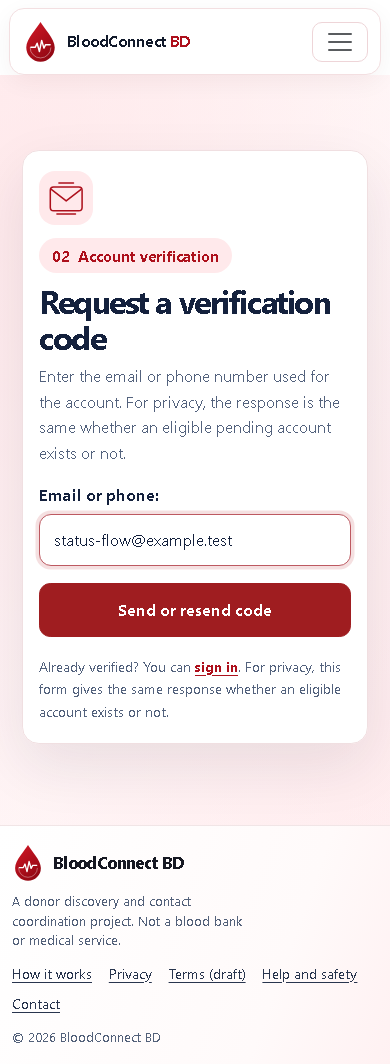 BloodConnect BD
02 Account verification
Request a verification
code
Enter the email or phone number used for
the account. For privacy, the response is the
same whether an eligible pending account
exists or not.
Email or phone:
status-flow@example.test
Send or resend code
Already verified? You can sign in. For privacy, this
form gives the same response whether an eligible
account exists or not.
BloodConnect BD
A donor discovery and contact
coordination project. Not a blood bank
or medical service.
How it works Privacy Terms (draft) Help and safety
Contact
© 2026 BloodConnect BD